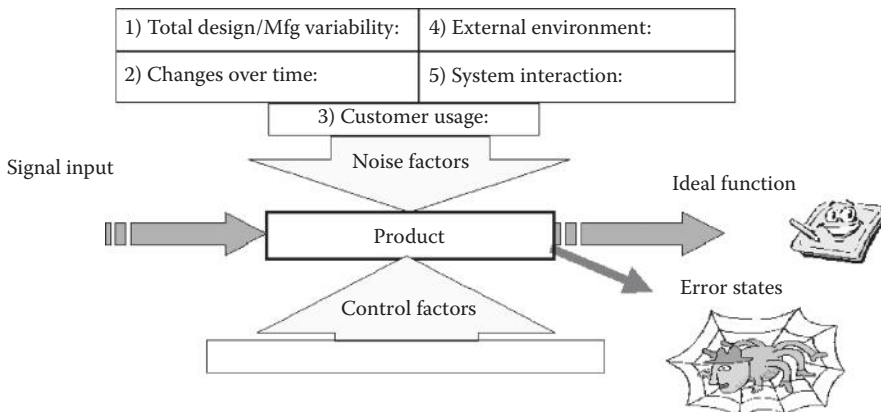 1) Total design/Mfg variability:
4) External environment:
2) Changes over time:
5) System interaction:
3) Customer usage:
Noise factors
Signal input
Ideal function
Product
Error states
Control factors